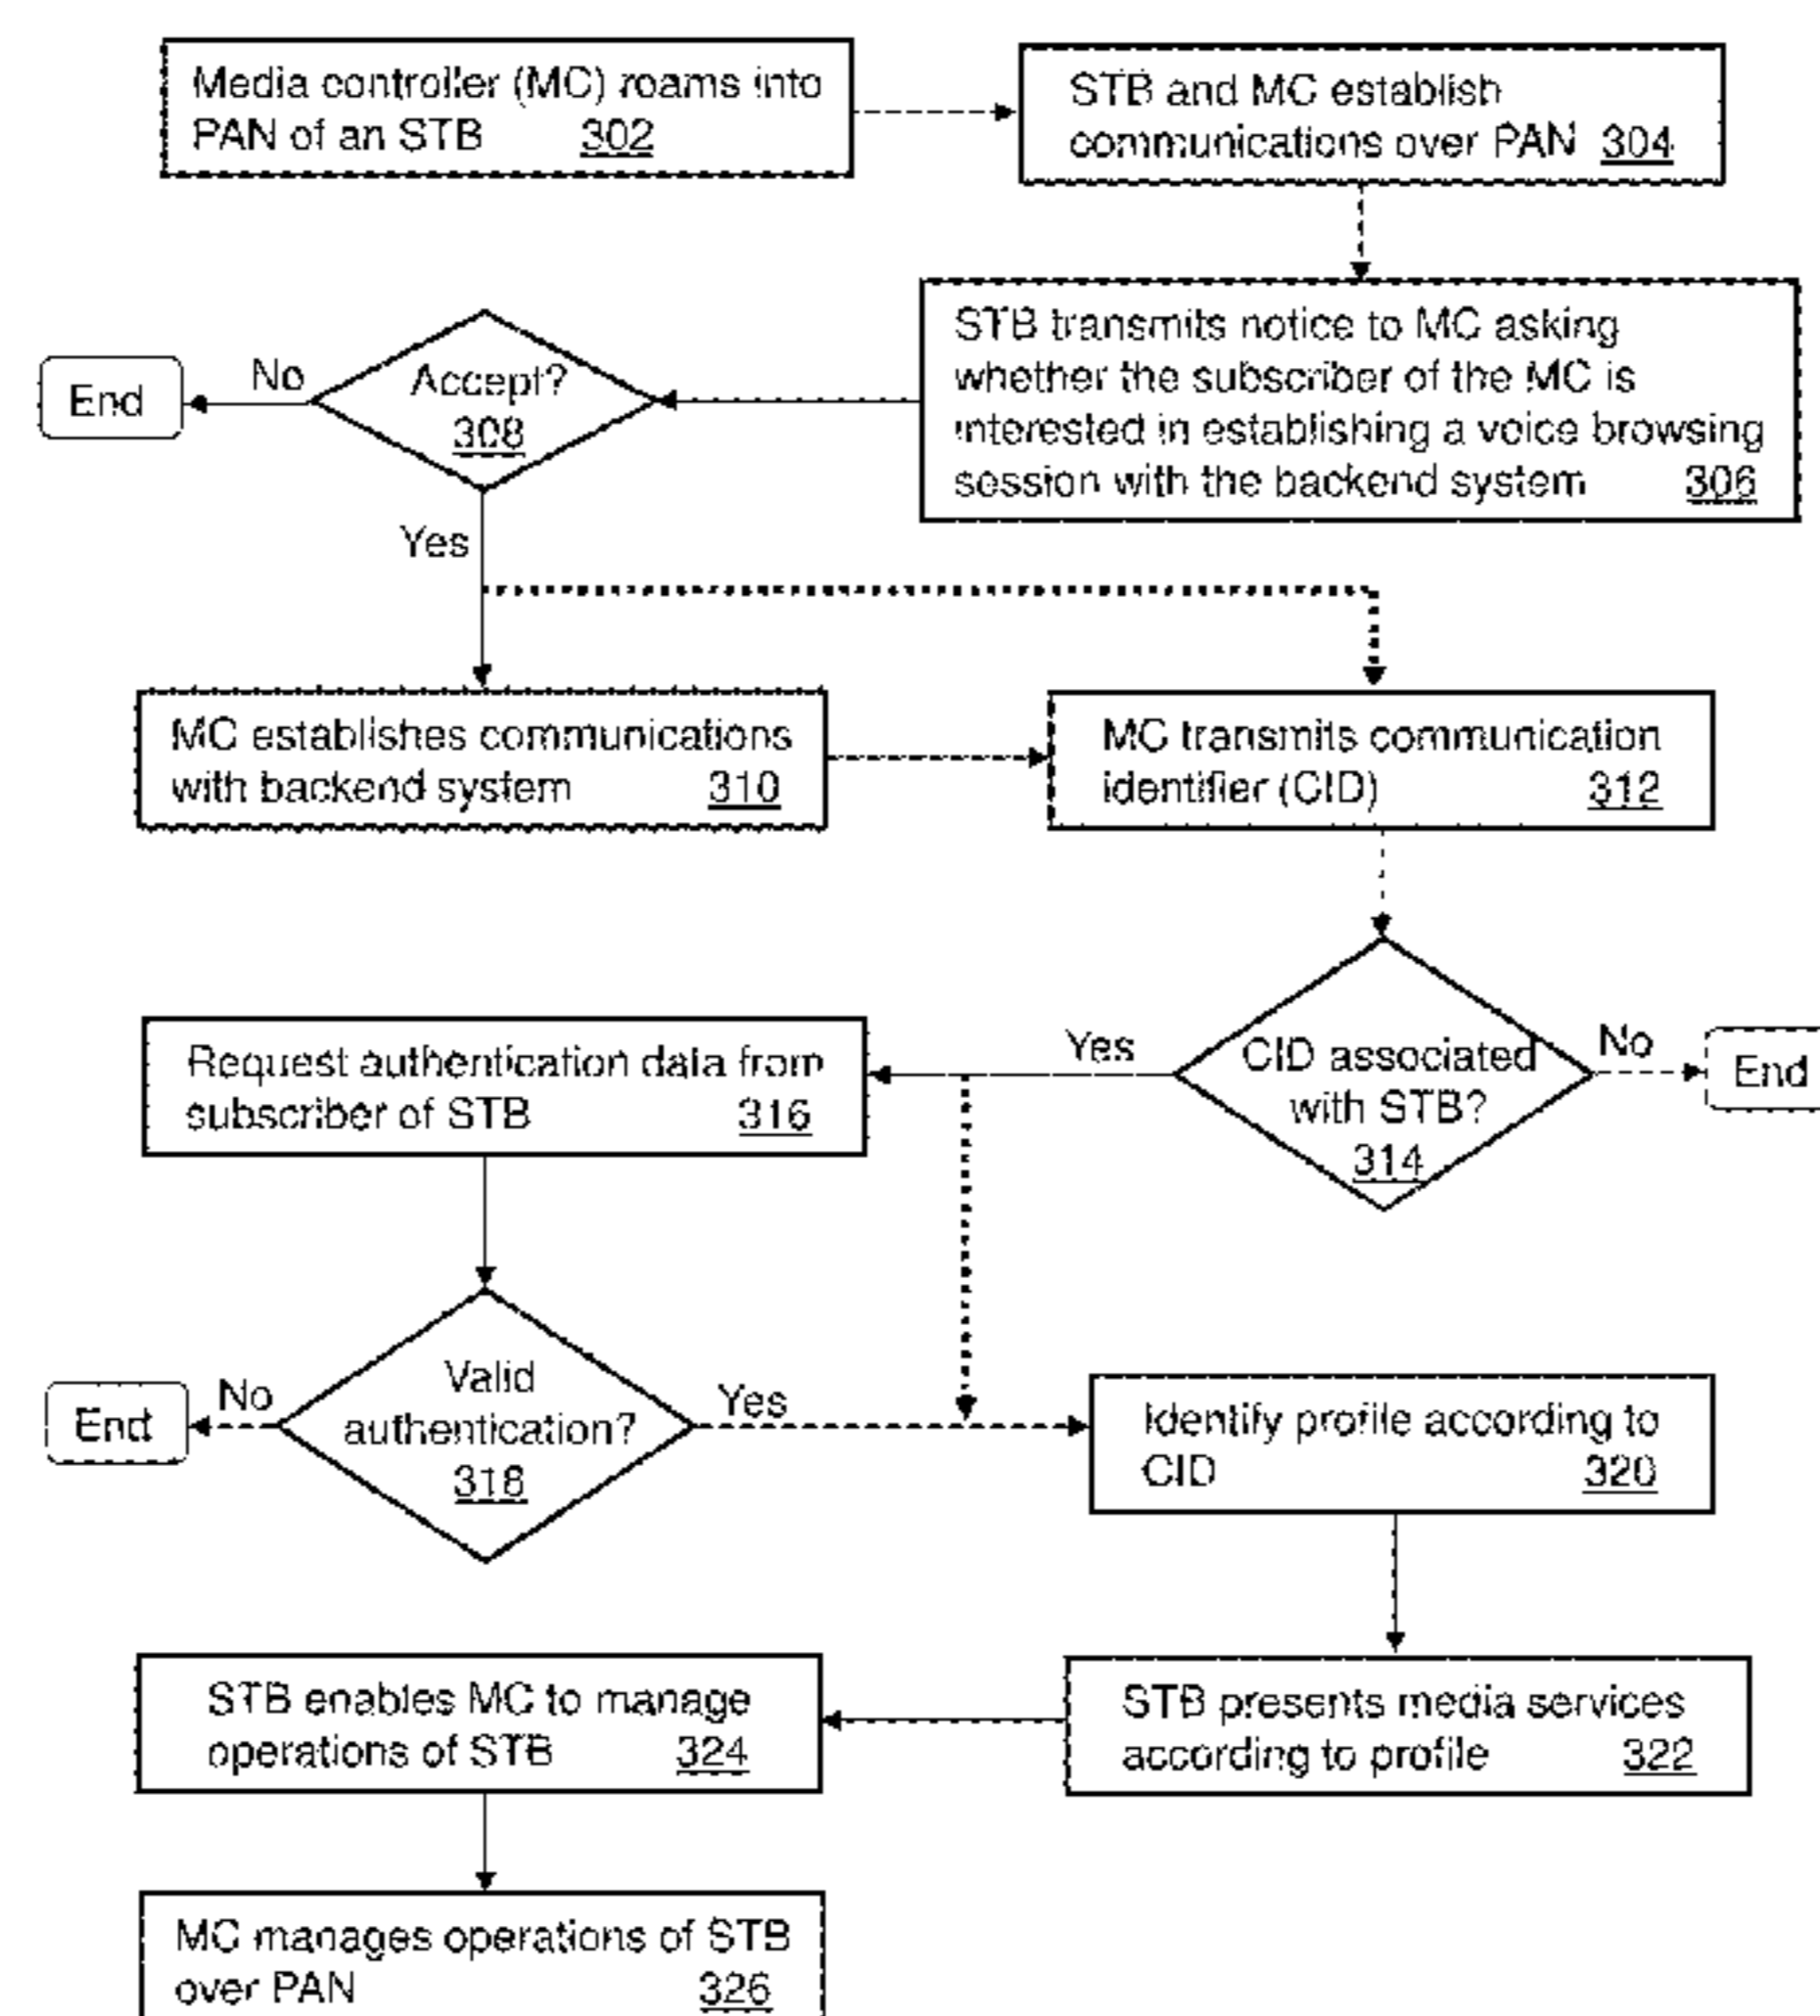 Media controller (MC) roams into
PAN of an STB 302
STB and MC establish
communications over PAN 304
STB transmits notice to MC asking
whether the subscriber of the MC is
interested in establishing a voice browsing
session with the backend system 306
Accept?
308
No
End
Yes
MC establishes communications
with backend system 310
MC transmits communication
identifier (CID) 312
CID associated
with STB?
314
No
End
Yes
Request authentication data from
subscriber of STB 316
Valid
authentication?
318
No
End
Yes
Identify profile according to
CID 320
STB presents media services
according to profile 322
STB enables MC to manage
operations of STB 324
MC manages operations of STB
over PAN 326